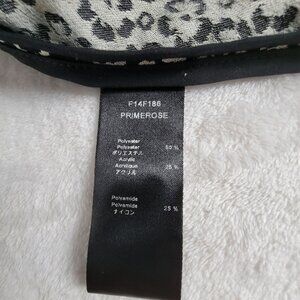 F14F186
PRIMEROSE
Polyester
Polyester 50 %
ポリエステル
Acrylic
Acrylique 25 %
アクリル
Polyamide
Polyamide 25 %
ナイロン